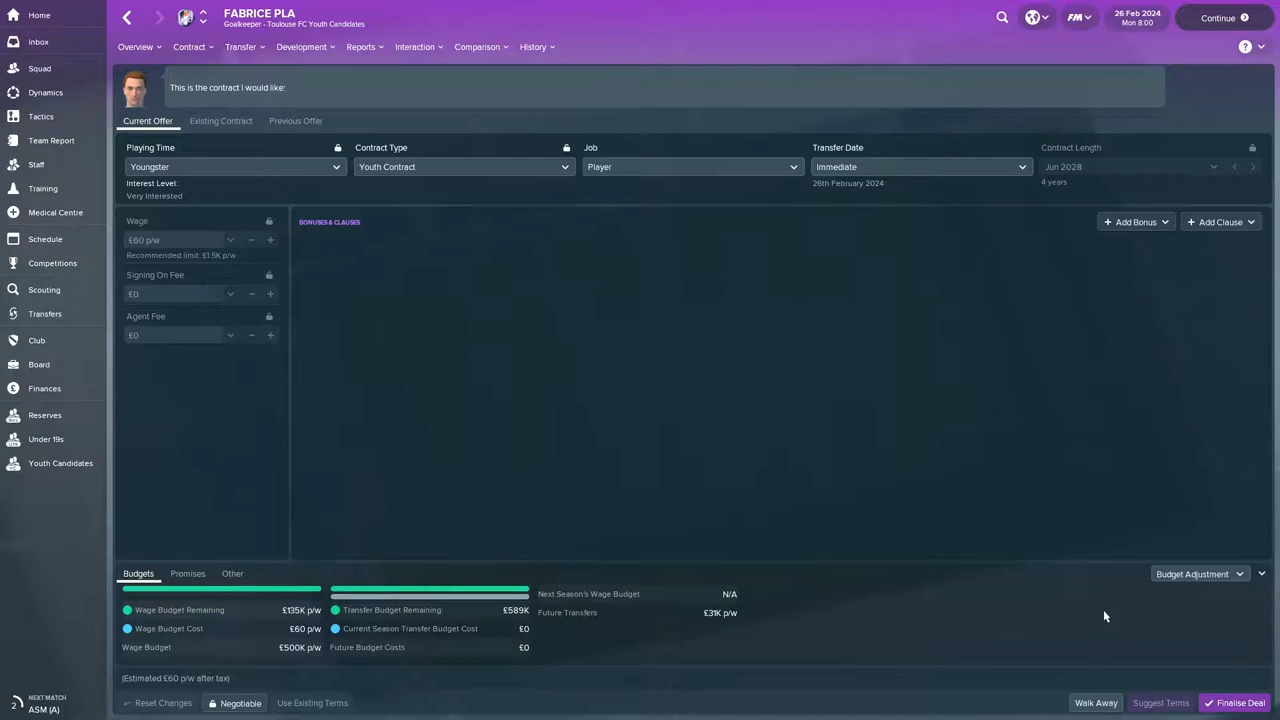 Home
Inbox
Squad
Dynamics
Tactics
Team Report
Staff
Training
Medical Centre
Schedule
Competitions
Scouting
Transfers
Club
Board
Finances
Reserves
Under 19s
Youth Candidates
2
NEXT MATCH
ASM (A)
FABRICE PLA
Goalkeeper - Toulouse FC Youth Candidates
FM
26 Feb 2024
Mon 8:00
Continue
Overview Contract Transfer Development Reports Interaction Comparison History
?
This is the contract I would like:
Current Offer Existing Contract Previous Offer
Playing Time Contract Type Job Transfer Date Contract Length
Youngster Youth Contract Player Immediate Jun 2028
Interest Level: 26th February 2024 4 years
Very Interested
Wage
£60 p/w
Recommended limit: £1.5K p/w
Signing On Fee
£0
Agent Fee
£0
BONUSES & CLAUSES
Add Bonus Add Clause
Budgets Promises Other
Budget Adjustment
Wage Budget Remaining £135K p/w
Wage Budget Cost £60 p/w
Wage Budget £500K p/w
Transfer Budget Remaining: £589K
Current Season Transfer Budget Cost £0
Future Budget Costs £0
Next Season's Wage Budget N/A
Future Transfers £31K p/w
(Estimated £60 p/w after tax)
Reset Changes Negotiable Use Existing Terms
Walk Away Suggest Terms Finalise Deal